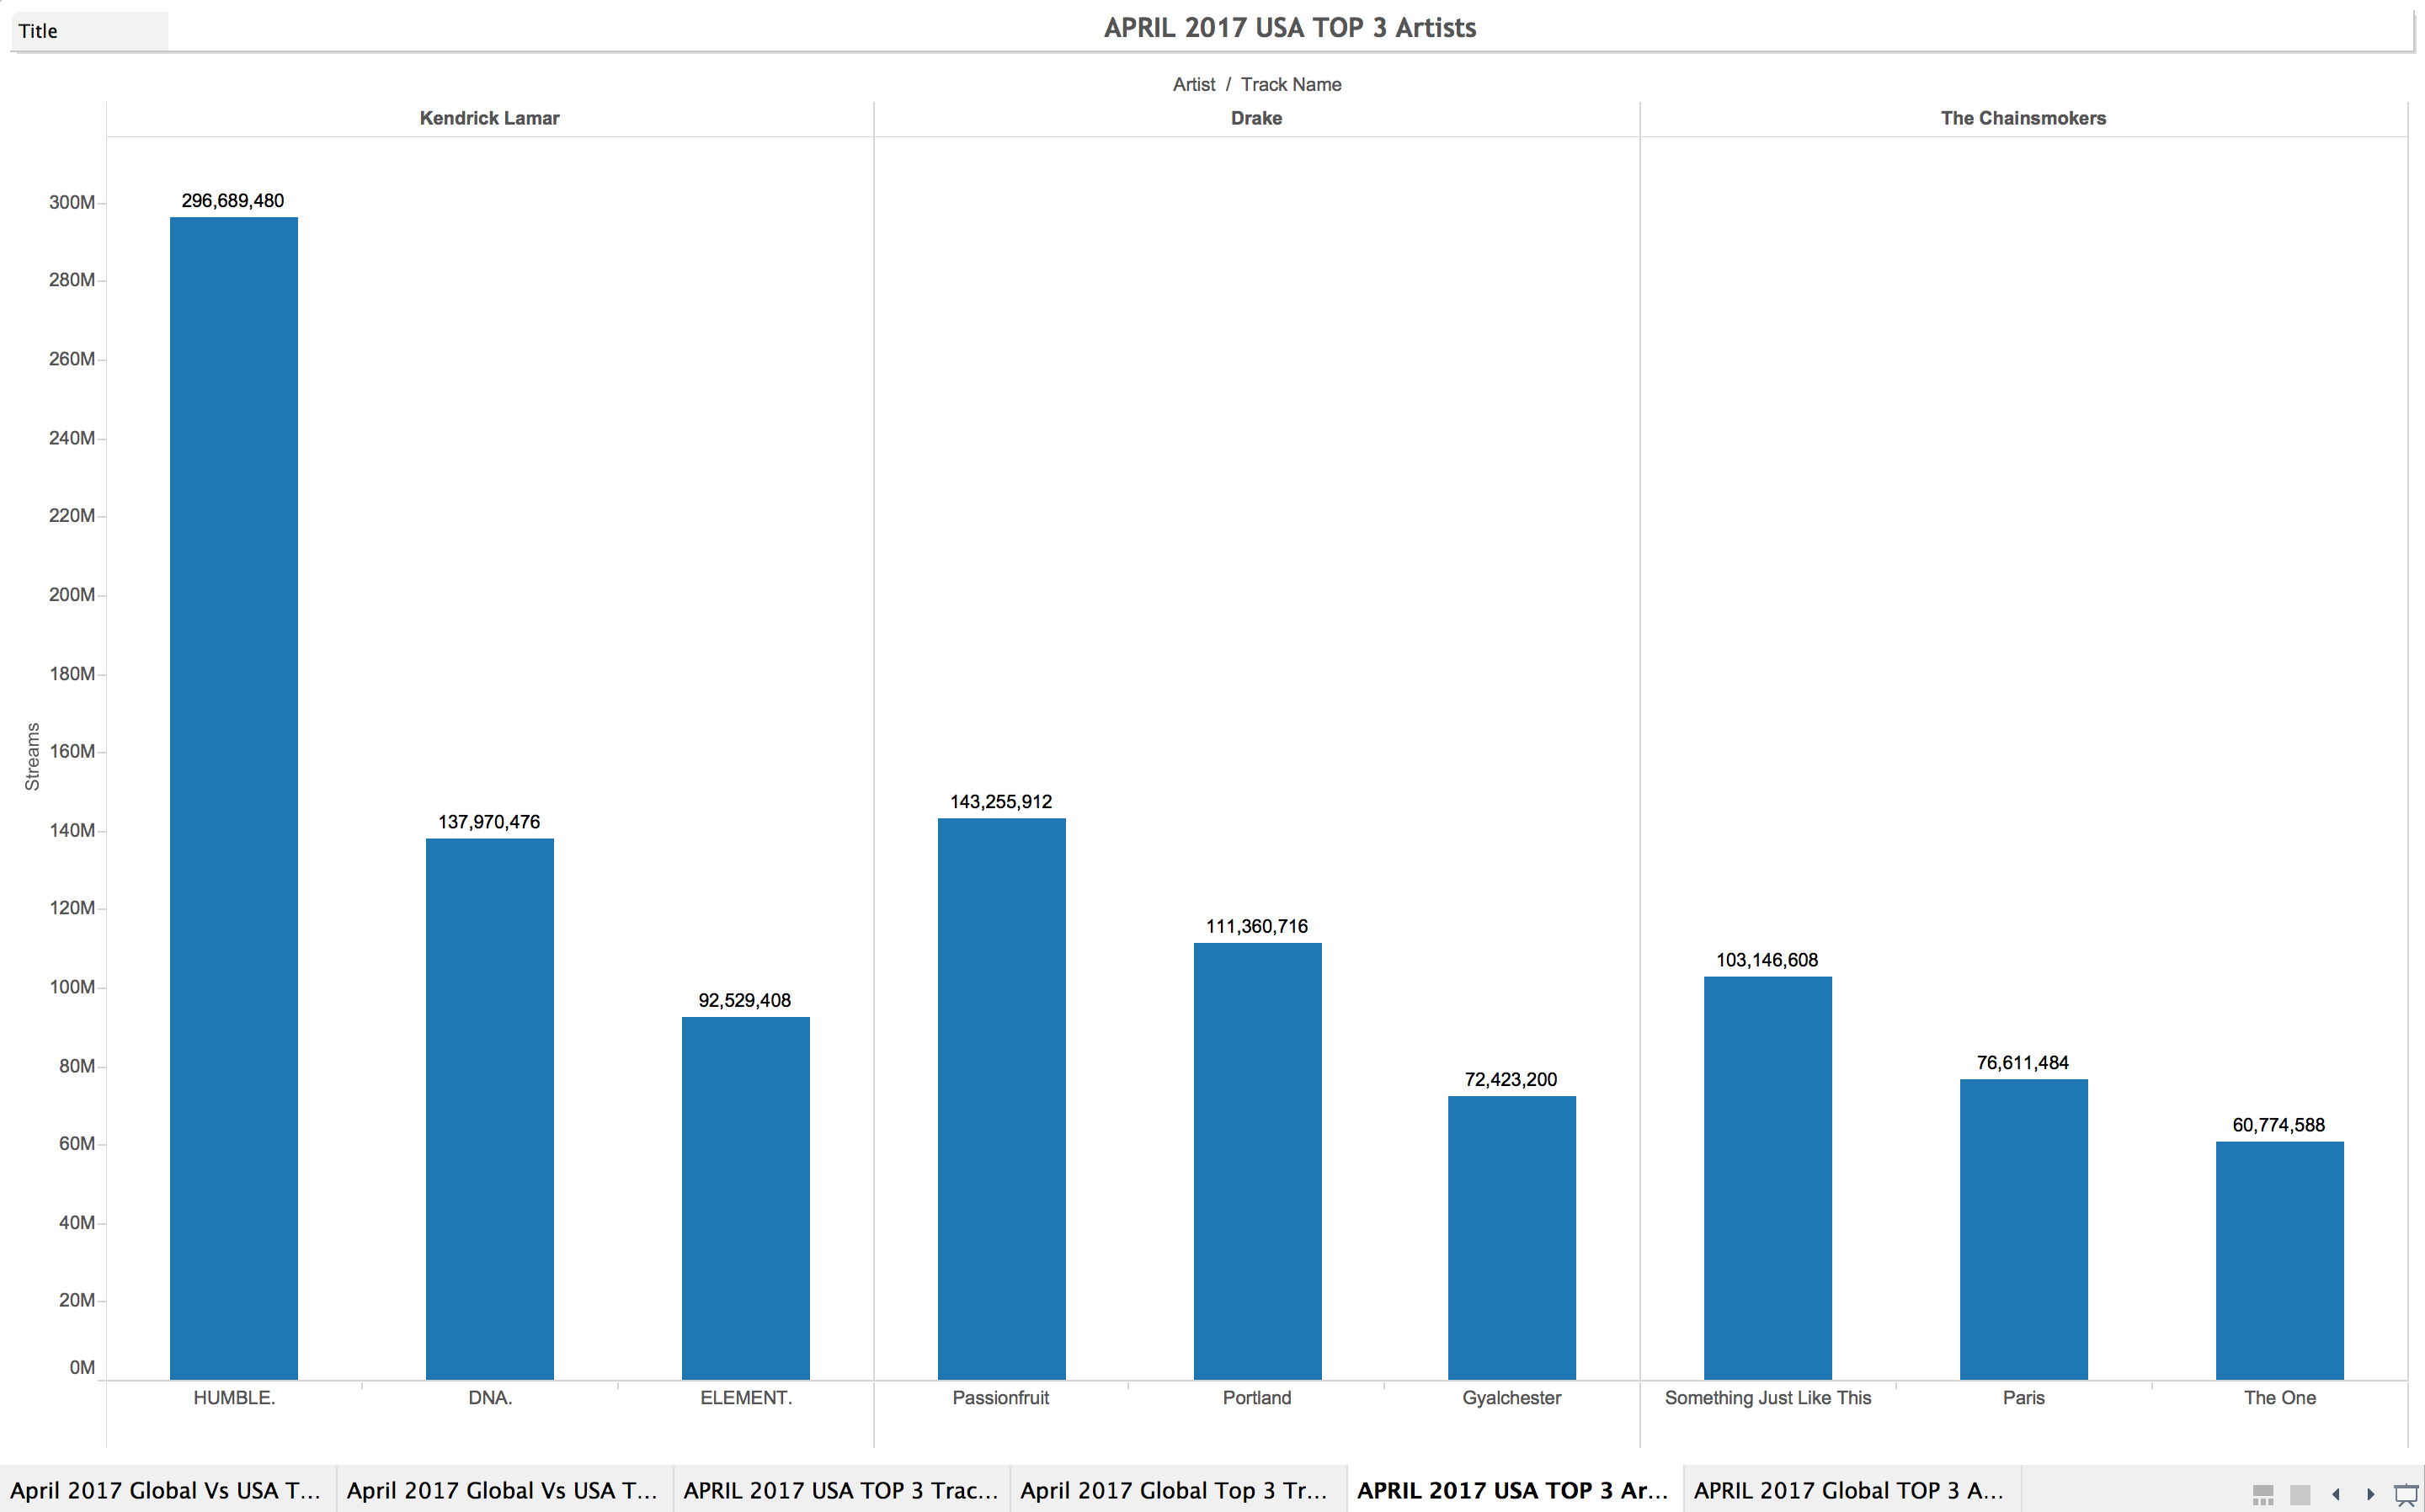 Title
APRIL 2017 USA TOP 3 Artists
Artist / Track Name
Kendrick Lamar
Drake
The Chainsmokers
Streams
300M
280M
260M
240M
220M
200M
180M
160M
140M
120M
100M
80M
60M
40M
20M
0M
296,689,480
137,970,476
92,529,408
143,255,912
111,360,716
72,423,200
103,146,608
76,611,484
60,774,588
HUMBLE.
DNA.
ELEMENT.
Passionfruit
Portland
Gyalchester
Something Just Like This
Paris
The One
April 2017 Global Vs USA T...
April 2017 Global Vs USA T...
APRIL 2017 USA TOP 3 Trac...
April 2017 Global Top 3 Tr...
APRIL 2017 USA TOP 3 Ar...
APRIL 2017 Global TOP 3 A...